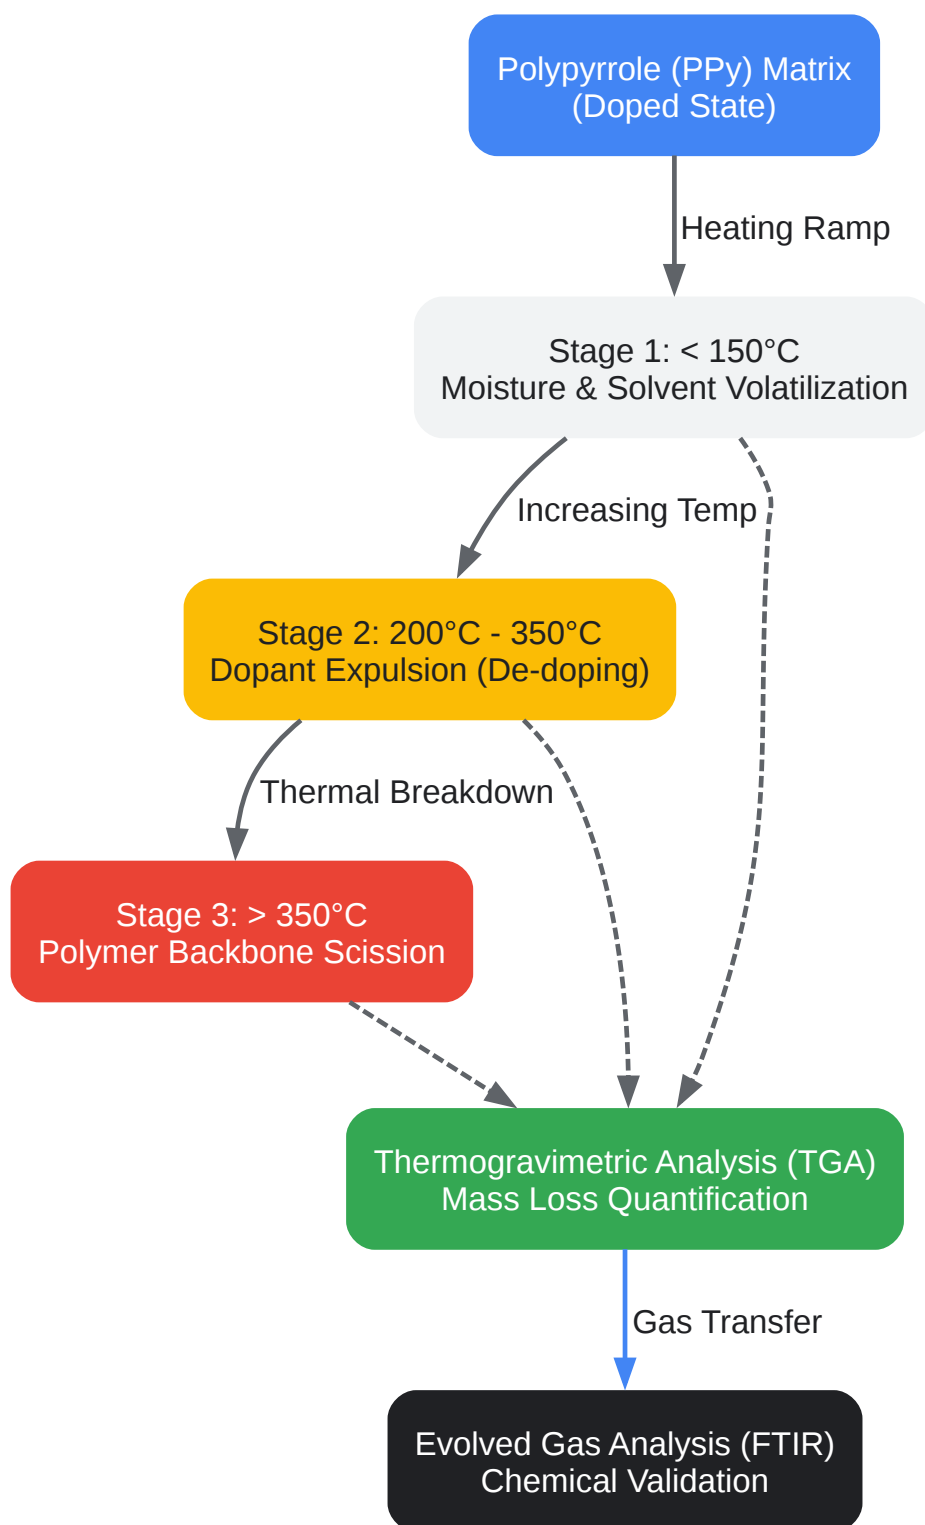 Polypyrrole (PPy) Matrix
(Doped State)
Heating Ramp
Stage 1: < 150°C
Moisture & Solvent Volatilization
Increasing Temp
Stage 2: 200°C - 350°C
Dopant Expulsion (De-doping)
Thermal Breakdown
Stage 3: > 350°C
Polymer Backbone Scission
Thermogravimetric Analysis (TGA)
Mass Loss Quantification
Gas Transfer
Evolved Gas Analysis (FTIR)
Chemical Validation